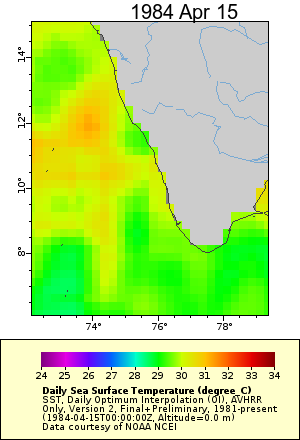 1984 Apr 15
14°
12°
10°
8°
74° 76° 78°
24 25 26 27 28 29 30 31 32 33 34
Daily Sea Surface Temperature (degree_C)
SST, Daily Optimum Interpolation (OI), AVHRR
Only, Version 2, Final+Preliminary, 1981-present
(1984-04-15T00:00:00Z, Altitude=0.0 m)
Data courtesy of NOAA NCEI